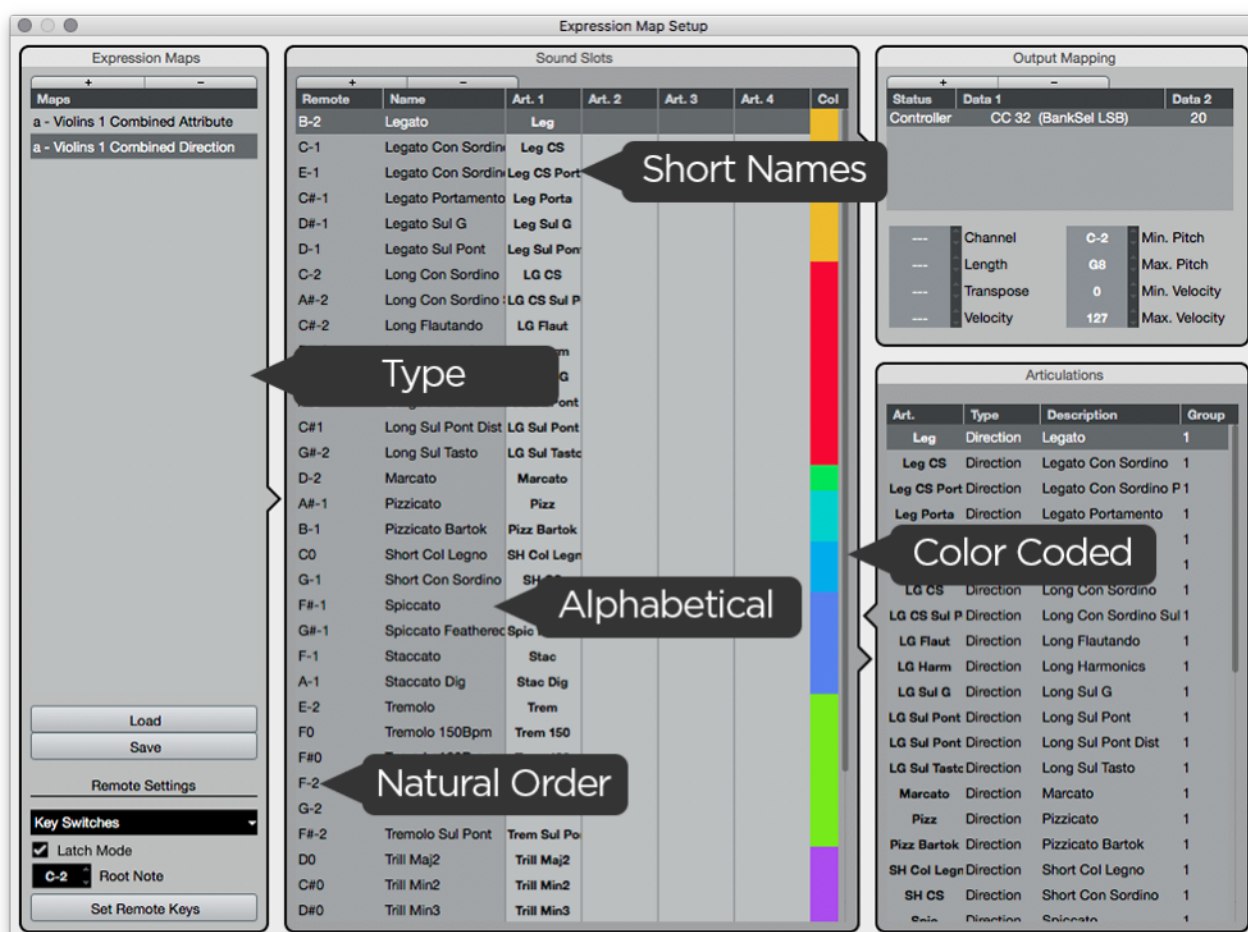 Expression Map Setup
Expression Maps
+ -
Maps
a - Violins 1 Combined Attribute
a - Violins 1 Combined Direction
Load
Save
Remote Settings
Key Switches
Latch Mode
C-2 Root Note
Set Remote Keys
Sound Slots
+ -
Remote Name Art. 1 Art. 2 Art. 3 Art. 4 Col
B-2 Legato Leg
C-1 Legato Con Sordin Leg CS
E-1 Legato Con Sordin Leg CS Port
C#-1 Legato Portamento Leg Porta
D#-1 Legato Sul G Leg Sul G
D-1 Legato Sul Pont Leg Sul Pon
C-2 Long Con Sordino LG CS
A#-2 Long Con Sordino LG CS Sul P
C#-2 Long Flautando LG Flaut
C#1 Long Sul Pont Dist LG Sul Pont
G#-2 Long Sul Tasto LG Sul Tasto
D-2 Marcato Marcato
A#-1 Pizzicato Pizz
B-1 Pizzicato Bartok Pizz Bartok
C0 Short Col Legno SH Col Legn
G-1 Short Con Sordino SH
F#-1 Spiccato
G#-1 Spiccato Feathered Spic
F-1 Staccato Stac
A-1 Staccato Dig Stac Dig
E-2 Tremolo Trem
F0 Tremolo 150Bpm Trem 150
F#0
F-2
G-2
F#-2 Tremolo Sul Pont Trem Sul Po
D0 Trill Maj2 Trill Maj2
C#0 Trill Min2 Trill Min2
D#0 Trill Min3 Trill Min3
Short Names
Type
Color Coded
Alphabetical
Natural Order
Output Mapping
+ -
Status Data 1 Data 2
Controller CC 32 (BankSel LSB) 20
--- Channel C-2 Min. Pitch
--- Length G8 Max. Pitch
--- Transpose 0 Min. Velocity
--- Velocity 127 Max. Velocity
Articulations
Art. Type Description Group
Leg Direction Legato 1
Leg CS Direction Legato Con Sordino 1
Leg CS Port Direction Legato Con Sordino P 1
Leg Porta Direction Legato Portamento 1
1
1
LG CS Direction Long Con Sordino 1
LG CS Sul P Direction Long Con Sordino Sul 1
LG Flaut Direction Long Flautando 1
LG Harm Direction Long Harmonics 1
LG Sul G Direction Long Sul G 1
LG Sul Pont Direction Long Sul Pont 1
LG Sul Pont Direction Long Sul Pont Dist 1
LG Sul Tastc Direction Long Sul Tasto 1
Marcato Direction Marcato 1
Pizz Direction Pizzicato 1
Pizz Bartok Direction Pizzicato Bartok 1
SH Col Legn Direction Short Col Legno 1
SH CS Direction Short Con Sordino 1
Spic Direction Spiccato 1